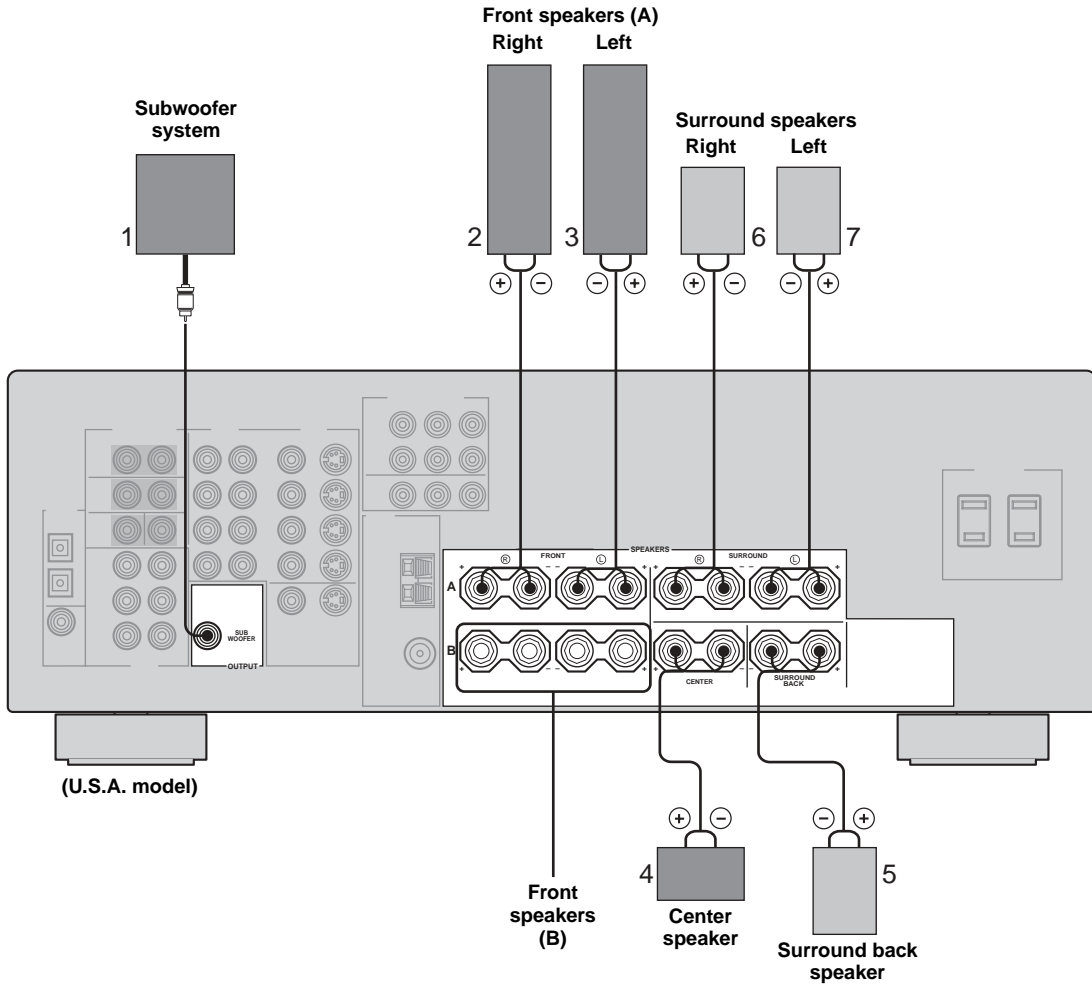 Front speakers (A)
Right Left
Subwoofer
system
Surround speakers
Right Left
1
2
3
6
7
+ −
− +
+ −
− +
SPEAKERS
R FRONT L
R SURROUND L
+ + + +
A
B
+ + + +
SUB
WOOFER
OUTPUT
CENTER
SURROUND
BACK
(U.S.A. model)
+ −
− +
4
5
Front
speakers
(B)
Center
speaker
Surround back
speaker